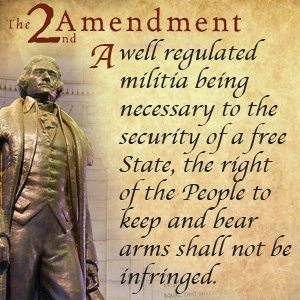 The 2nd Amendment
A well regulated
militia being
necessary to the
security of a free
State, the right
of the People to
keep and bear
arms shall not be
infringed.